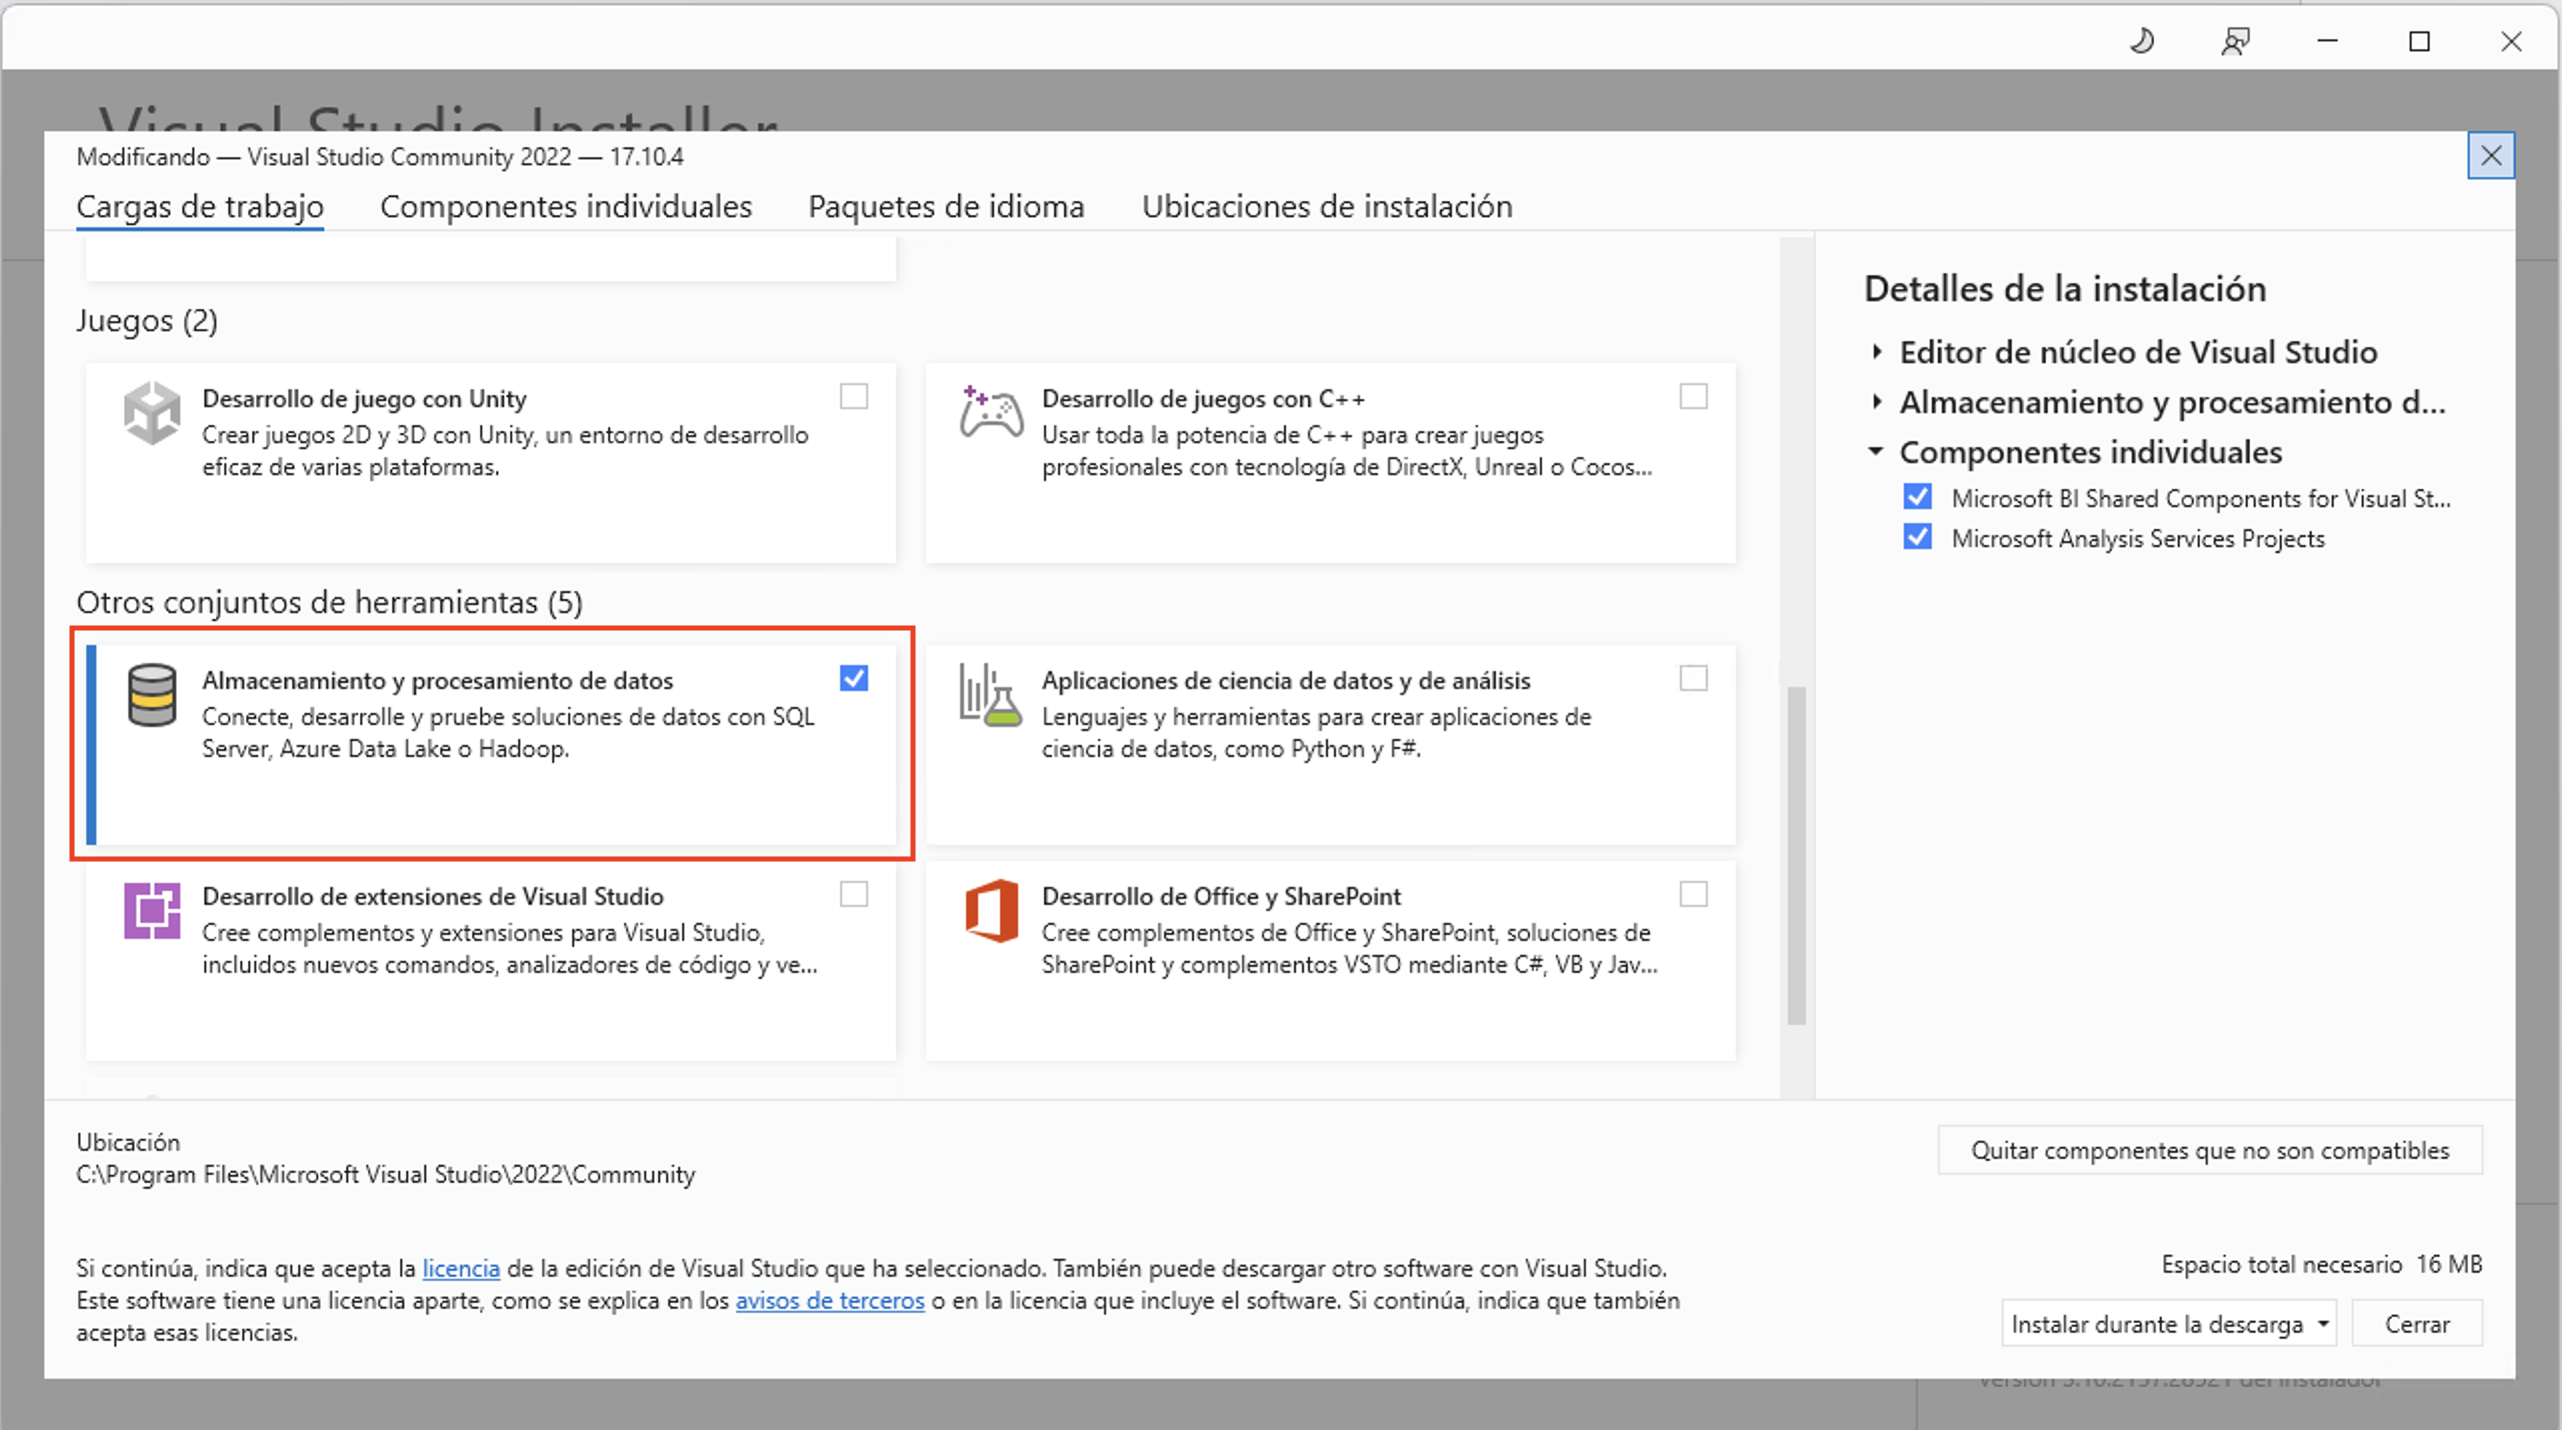 Visual Studio Installer
Modificando — Visual Studio Community 2022 — 17.10.4
Cargas de trabajo
Componentes individuales
Paquetes de idioma
Ubicaciones de instalación
Juegos (2)
Desarrollo de juego con Unity
Crear juegos 2D y 3D con Unity, un entorno de desarrollo
eficaz de varias plataformas.
Desarrollo de juegos con C++
Usar toda la potencia de C++ para crear juegos
profesionales con tecnología de DirectX, Unreal o Cocos...
Otros conjuntos de herramientas (5)
Almacenamiento y procesamiento de datos
Conecte, desarrolle y pruebe soluciones de datos con SQL
Server, Azure Data Lake o Hadoop.
Aplicaciones de ciencia de datos y de análisis
Lenguajes y herramientas para crear aplicaciones de
ciencia de datos, como Python y F#.
Desarrollo de extensiones de Visual Studio
Cree complementos y extensiones para Visual Studio,
incluidos nuevos comandos, analizadores de código y ve...
Desarrollo de Office y SharePoint
Cree complementos de Office y SharePoint, soluciones de
SharePoint y complementos VSTO mediante C#, VB y Jav...
Detalles de la instalación
Editor de núcleo de Visual Studio
Almacenamiento y procesamiento d...
Componentes individuales
Microsoft BI Shared Components for Visual St...
Microsoft Analysis Services Projects
Ubicación
C:\Program Files\Microsoft Visual Studio\2022\Community
Quitar componentes que no son compatibles
Si continúa, indica que acepta la licencia de la edición de Visual Studio que ha seleccionado. También puede descargar otro software con Visual Studio.
Este software tiene una licencia aparte, como se explica en los avisos de terceros o en la licencia que incluye el software. Si continúa, indica que también
acepta esas licencias.
Espacio total necesario 16 MB
Instalar durante la descarga
Cerrar
del instalador